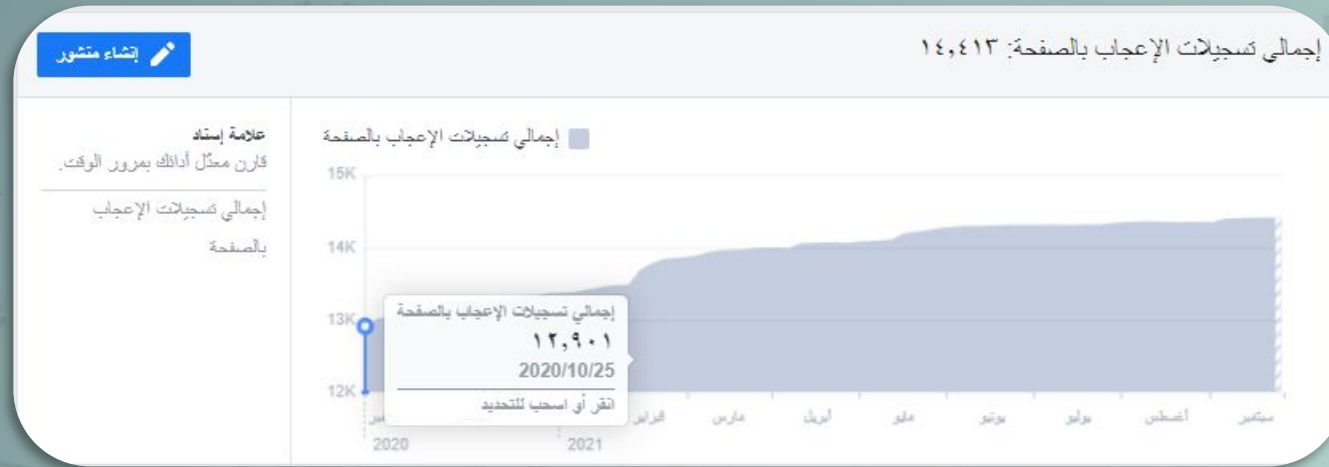 إجمالي تسجيلات الإعجاب بالصفحة: ١٤,٤١٣
إنشاء منشور
إجمالي تسجيلات الإعجاب بالصفحة
علامة إسناد
قارن معدّل أدائك بمرور الوقت.
إجمالي تسجيلات الإعجاب
بالصفحة
15K
14K
13K
12K
إجمالي تسجيلات الإعجاب بالصفحة
١٢,٩٠١
2020/10/25
انقر أو اسحب للتحديد
فبراير مارس أبريل مايو يونيو يوليو أغسطس سبتمبر
2020 2021